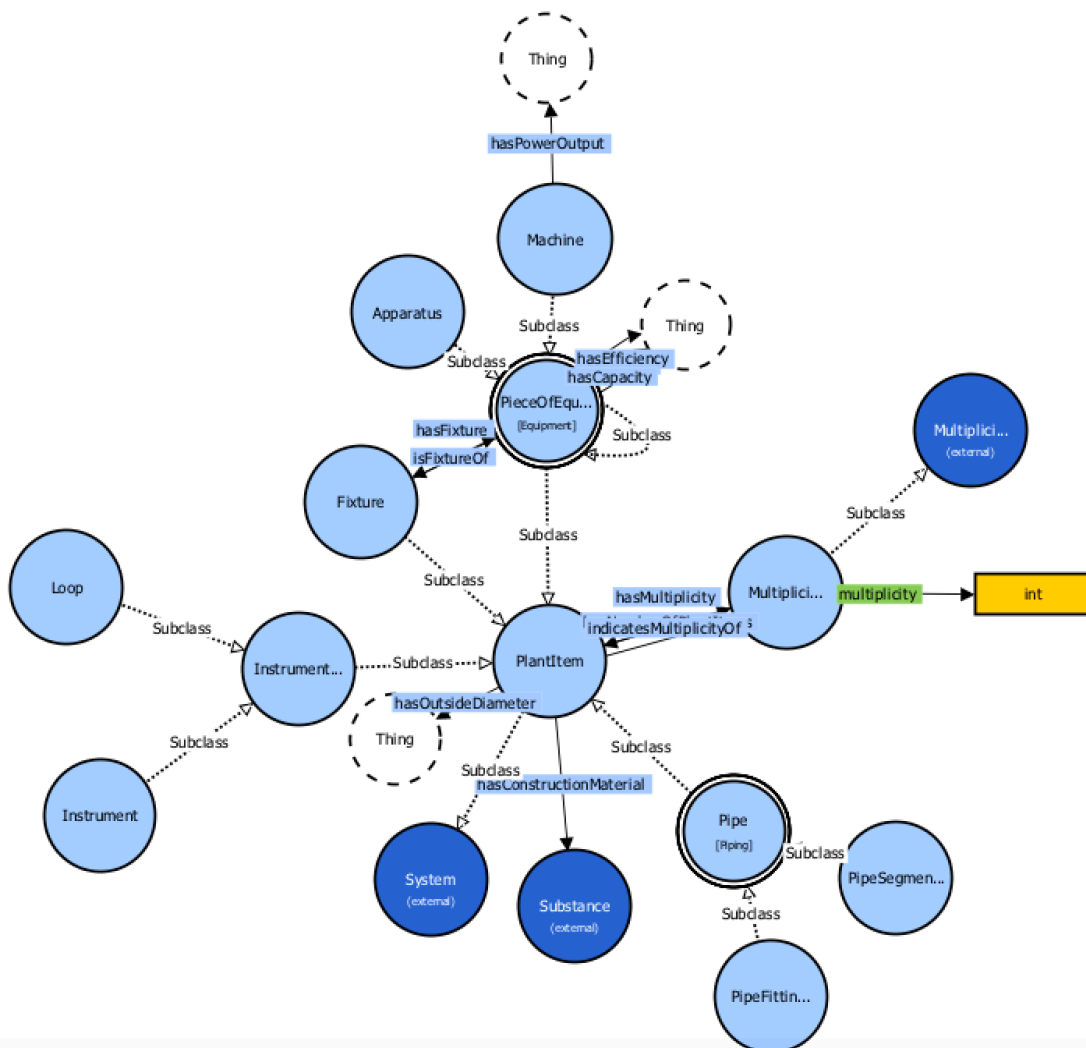 Thing
hasPowerOutput
Machine
Apparatus
Subclass
Thing
Subclass
hasEfficiency
hasCapacity
PieceOfEqu...
[Equipment]
Subclass
hasFixture
isFixtureOf
Multiplici...
(external)
Fixture
Subclass
Subclass
Subclass
Loop
hasMultiplicity
Multiplici...
multiplicity
int
indicatesMultiplicityOf
Subclass
Instrument...
Subclass
PlantItem
hasOutsideDiameter
Thing
Subclass
Subclass
Subclass
hasConstructionMaterial
Instrument
Pipe
[Piping]
Subclass
System
(external)
PipeSegmen...
Substance
(external)
Subclass
PipeFittin...